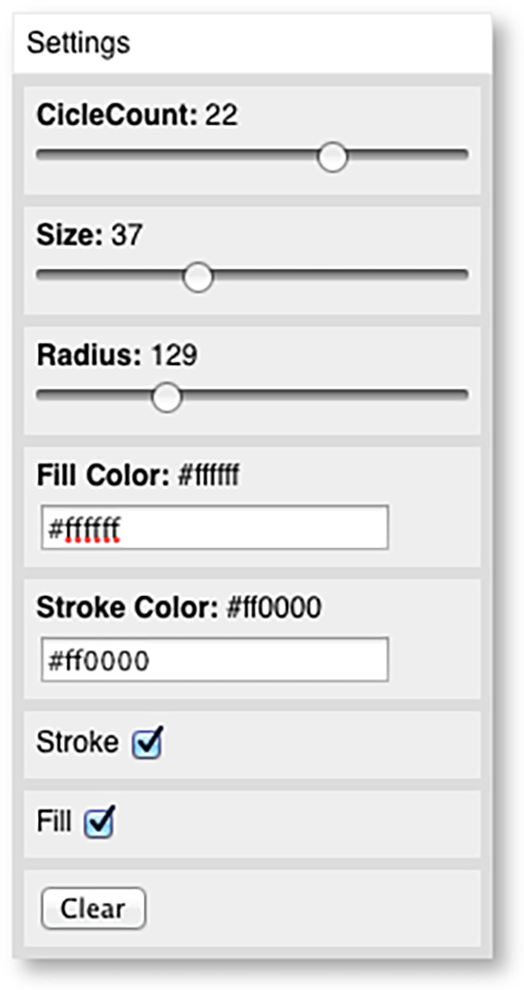 Settings
CicleCount: 22
Size: 37
Radius: 129
Fill Color: #ffffff
#ffffff
Stroke Color: #ff0000
#ff0000
Stroke
Fill
Clear